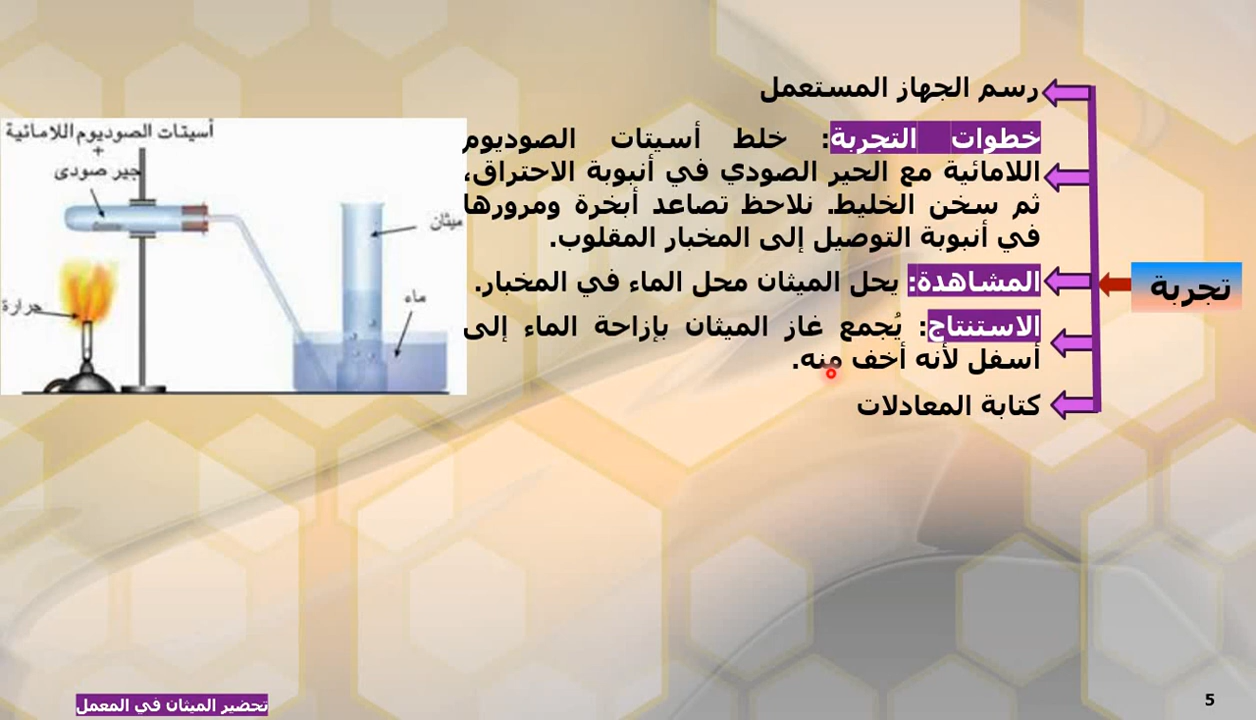 رسم الجهاز المستعمل
خطوات التجربة: خلط أسيتات الصوديوم
اللامائية مع الجير الصودي في أنبوبة الاحتراق،
ثم سخن الخليط. نلاحظ تصاعد أبخرة ومرورها
في أنبوبة التوصيل إلى المخبار المقلوب.
المشاهدة: يحل الميثان محل الماء في المخبار.
الاستنتاج: يُجمع غاز الميثان بإزاحة الماء إلى
أسفل لأنه أخف منه.
كتابة المعادلات
تجربة
أسيتات الصوديوم اللامائية
+
جير صودى
ميثان
ماء
حرارة
تحضير الميثان في المعمل
5